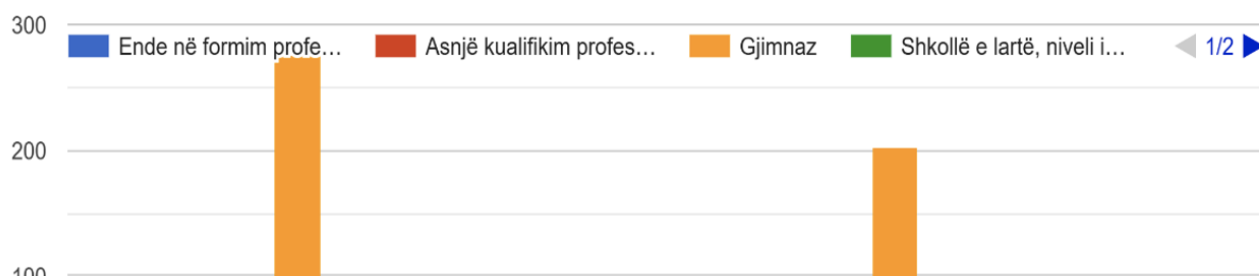 300
Ende në formim profe…
Asnjë kualifikim profes…
Gjimnaz
Shkollë e lartë, niveli i…
1/2
200
100